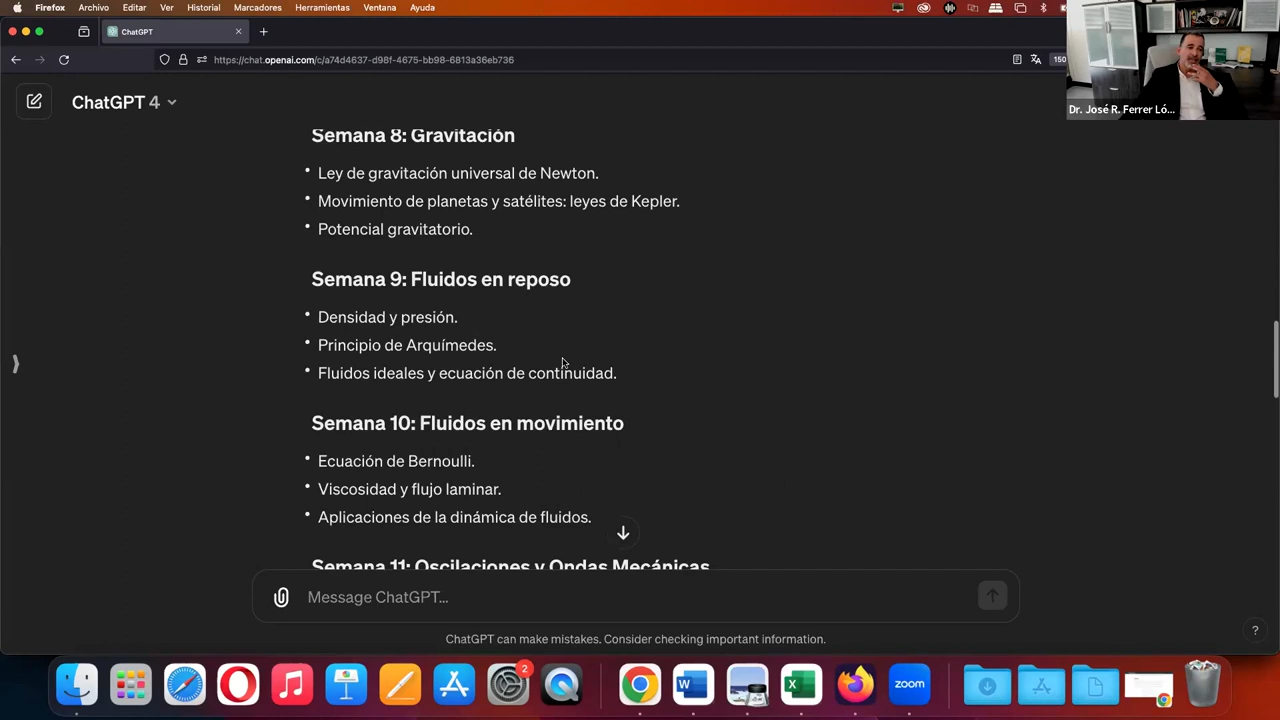 Firefox Archivo Editar Ver Historial Marcadores Herramientas Ventana Ayuda
ChatGPT
https://chat.openai.com/c/a74d4637-d98f-4675-bb98-6813a36eb736
150
Dr. José R. Ferrer Ló...
ChatGPT 4
Semana 8: Gravitación
• Ley de gravitación universal de Newton.
• Movimiento de planetas y satélites: leyes de Kepler.
• Potencial gravitatorio.
Semana 9: Fluidos en reposo
• Densidad y presión.
• Principio de Arquímedes.
• Fluidos ideales y ecuación de continuidad.
Semana 10: Fluidos en movimiento
• Ecuación de Bernoulli.
• Viscosidad y flujo laminar.
• Aplicaciones de la dinámica de fluidos.
Semana 11: Oscilaciones y Ondas Mecánicas
Message ChatGPT...
ChatGPT can make mistakes. Consider checking important information.
?
2
zoom